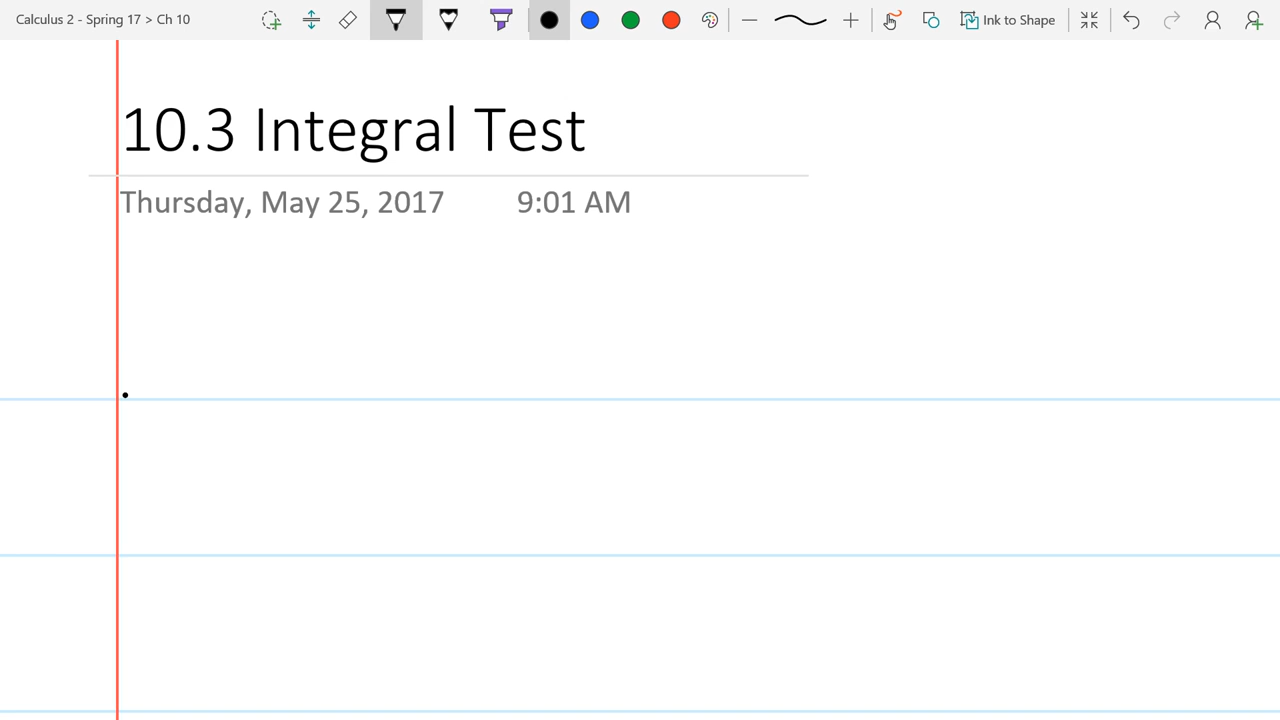 Calculus 2 - Spring 17 > Ch 10
Ink to Shape
10.3 Integral Test
Thursday, May 25, 2017 9:01 AM